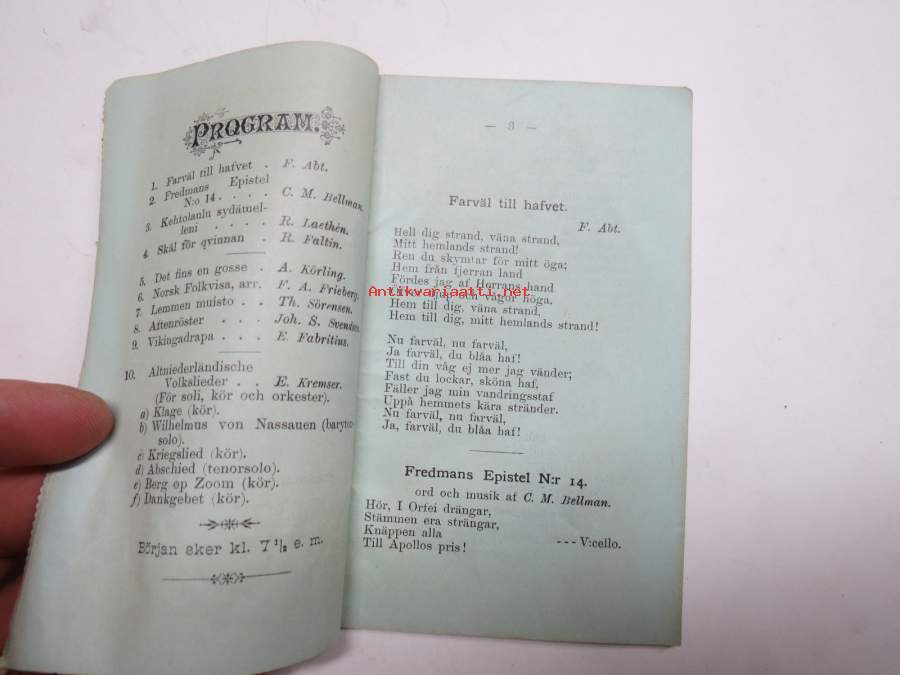 PROGRAM.
1. Farväl till hafvet . F. Abt.
2. Fredmans Epistel
N:o 14 . . . . C. M. Bellman.
3. Kehtolaulu sydämel-
leni . . . . R. Laethén.
4. Skål för qvinnan . R. Faltin.
5. Det fins en gosse . A. Körling.
6. Norsk Folkvisa, arr. F. A. Frieberg.
7. Lemmen muisto . . Th. Sörensen.
8. Aftenröster . . . Joh. S. Svendsen.
9. Vikingadrapa . . . E. Fabritius.
10. Altniederländische
Volkslieder . . E. Kremser.
(För soli, kör och orkester).
a) Klage (kör).
b) Wilhelmus von Nassauen (baryton-
solo).
c) Kriegslied (kör).
d) Abschied (tenorsolo).
e) Berg op Zoom (kör).
f) Dankgebet (kör).
Början sker kl. 7 1/2 e. m.
— 3 —
Farväl till hafvet.
F. Abt.
Hell dig strand, väna strand,
Mitt hemlands strand!
Ren du skymtar för mitt öga;
Hem från fjerran land
Fördes jag af Herrans hand
och vågor höga.
Antikvariaatti.net
Hem till dig, väna strand,
Hem till dig, mitt hemlands strand!
Nu farväl, nu farväl,
Ja farväl, du blåa haf!
Till din våg ej mer jag vänder;
Fast du lockar, sköna haf,
Fäller jag min vandringsstaf
Uppå hemmets kära stränder.
Nu farväl, nu farväl,
Ja, farväl, du blåa haf!
Fredmans Epistel N:r 14.
ord och musik af C. M. Bellman.
Hör, I Orfei drängar,
Stämmen era strängar,
Knäppen alla
Till Apollos pris! - - - V:cello.